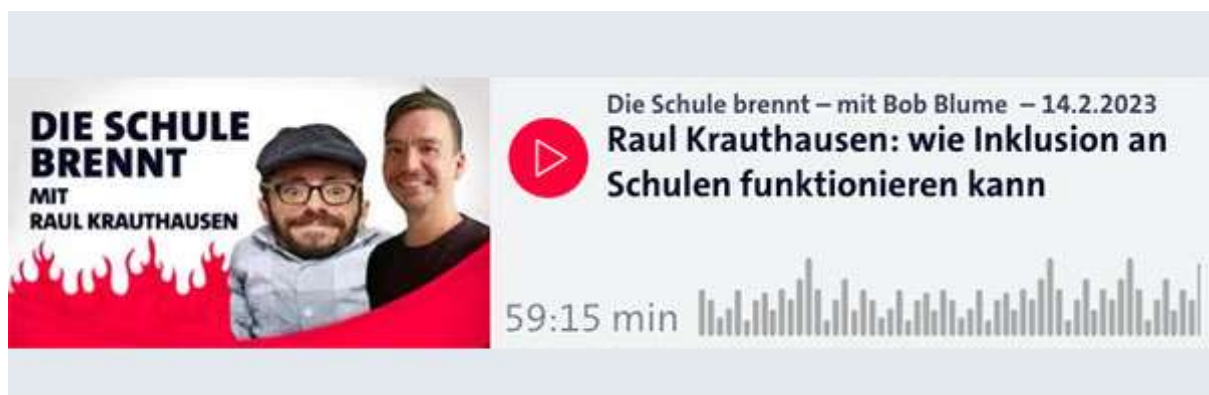 DIE SCHULE
BRENNT
MIT
RAUL KRAUTHAUSEN
Die Schule brennt – mit Bob Blume – 14.2.2023
Raul Krauthausen: wie Inklusion an
Schulen funktionieren kann
59:15 min